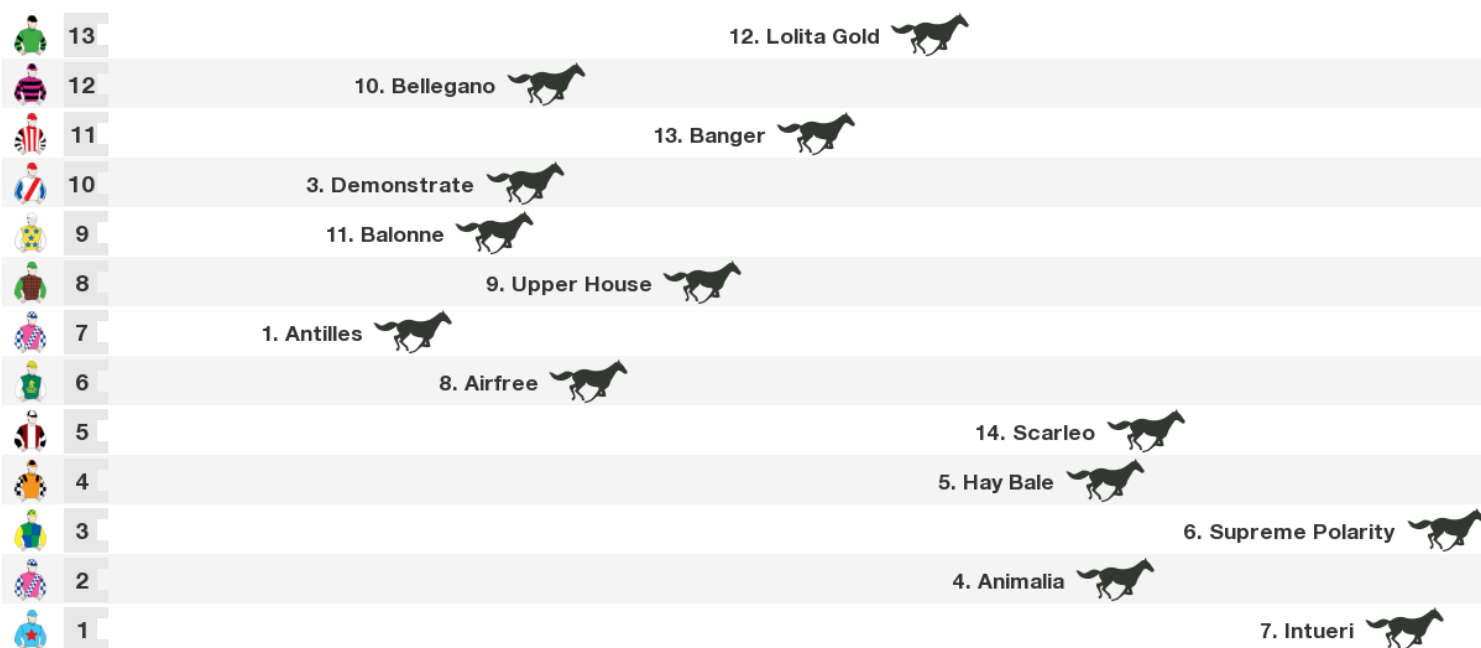 13 12. Lolita Gold
12 10. Bellegano
11 13. Banger
10 3. Demonstrate
9 11. Balonne
8 9. Upper House
7 1. Antilles
6 8. Airfree
5 14. Scarleo
4 5. Hay Bale
3 6. Supreme Polarity
2 4. Animalia
1 7. Intueri